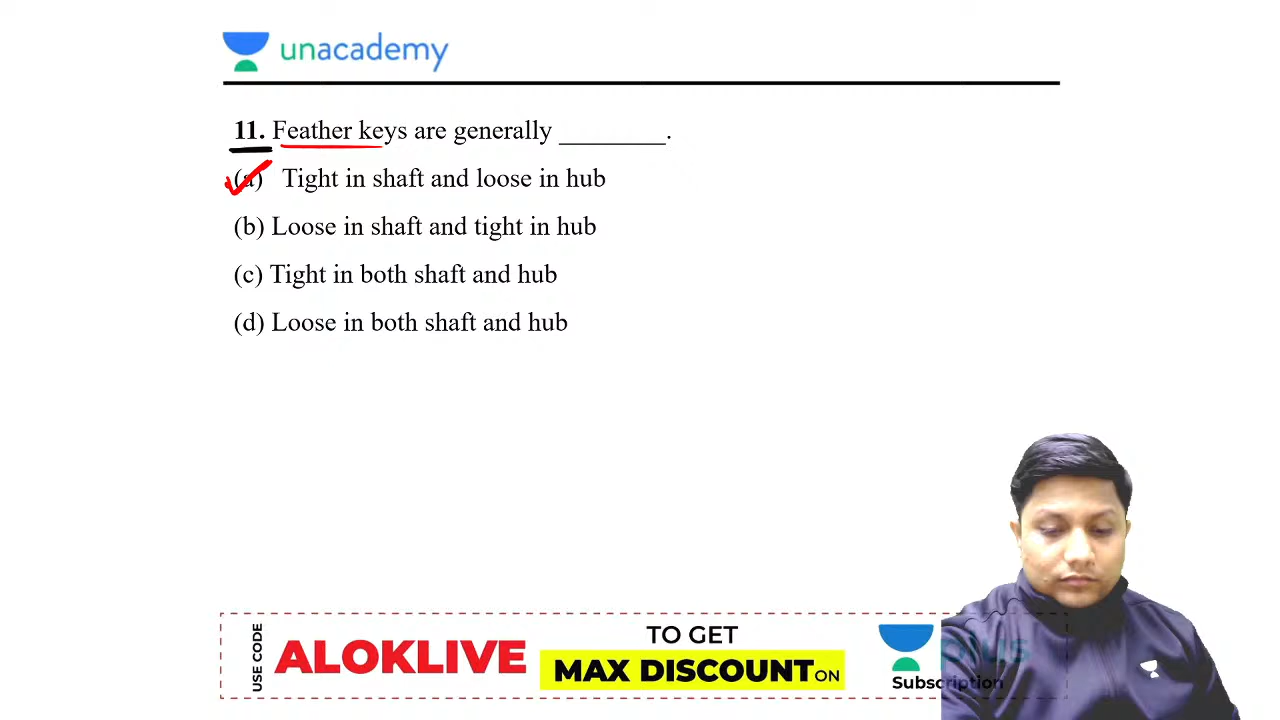 unacademy
11. Feather keys are generally ________.
(a) Tight in shaft and loose in hub
(b) Loose in shaft and tight in hub
(c) Tight in both shaft and hub
(d) Loose in both shaft and hub
USE CODE
ALOKLIVE
TO GET
MAX DISCOUNT ON
plus
Subscription